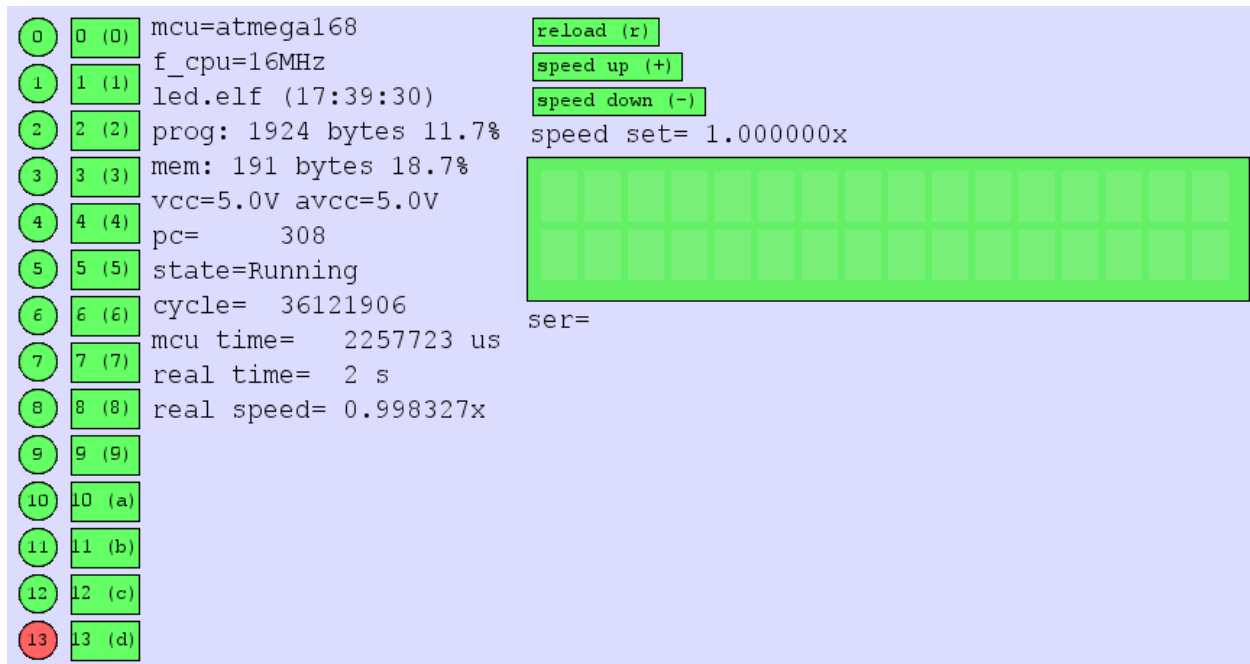 0
0 (0)
1
1 (1)
2
2 (2)
3
3 (3)
4
4 (4)
5
5 (5)
6
6 (6)
7
7 (7)
8
8 (8)
9
9 (9)
10
10 (a)
11
11 (b)
12
12 (c)
13
13 (d)
mcu=atmega168
f_cpu=16MHz
led.elf (17:39:30)
prog: 1924 bytes 11.7%
mem: 191 bytes 18.7%
vcc=5.0V avcc=5.0V
pc= 308
state=Running
cycle= 36121906
mcu time= 2257723 us
real time= 2 s
real speed= 0.998327x
reload (r)
speed up (+)
speed down (-)
speed set= 1.000000x
ser=